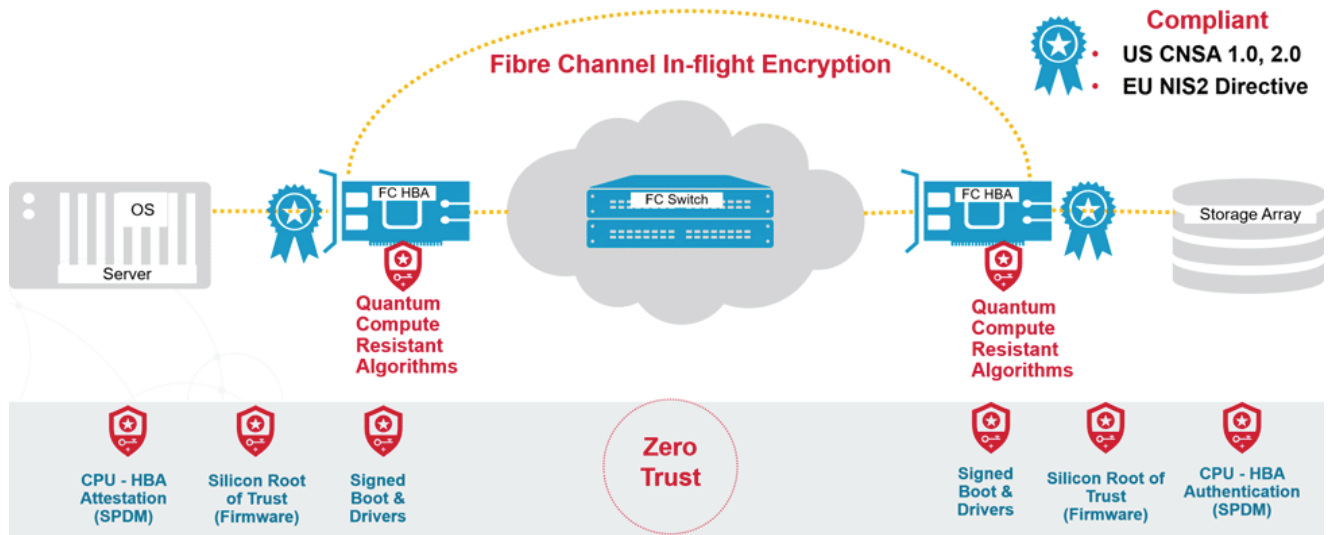 Compliant
• US CNSA 1.0, 2.0
• EU NIS2 Directive
Fibre Channel In-flight Encryption
OS
Server
FC HBA
FC Switch
FC HBA
Storage Array
Quantum
Compute
Resistant
Algorithms
Quantum
Compute
Resistant
Algorithms
CPU - HBA
Attestation
(SPDM)
Silicon Root
of Trust
(Firmware)
Signed
Boot &
Drivers
Zero
Trust
Signed
Boot &
Drivers
Silicon Root of
Trust
(Firmware)
CPU - HBA
Authentication
(SPDM)